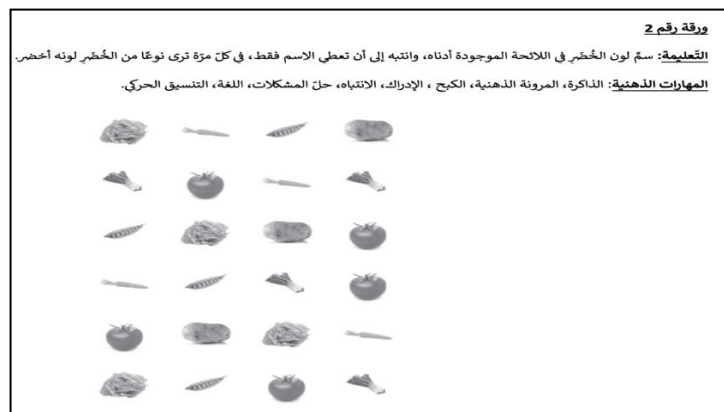 ورقة رقم 2
التّعليمة: سمِّ لون الخُضَر في اللائحة الموجودة أدناه، وانتبه إلى أن تعطي الاسم فقط، في كلّ مرّة ترى نوعًا من الخُضَر لونه أخضر.
المهارات الذهنية: الذاكرة، المرونة الذهنية، الكبح ، الإدراك، الانتباه، حلّ المشكلات، اللغة، التنسيق الحركي.